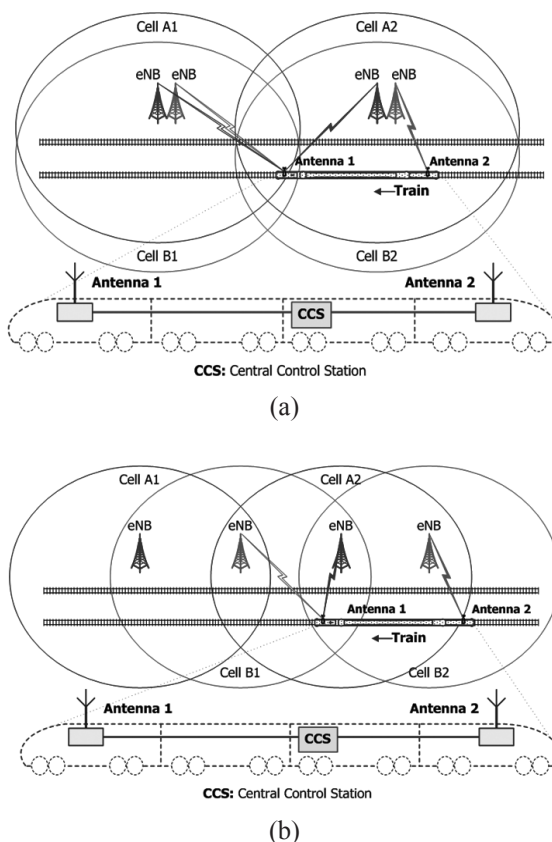 Cell A1 Cell A2
eNB eNB eNB eNB
Antenna 1 Antenna 2
Train
Cell B1 Cell B2
Antenna 1 Antenna 2
CCS
CCS: Central Control Station
(a)
Cell A1 Cell A2
eNB eNB eNB eNB
Antenna 1 Antenna 2
Train
Cell B1 Cell B2
Antenna 1 Antenna 2
CCS
CCS: Central Control Station
(b)